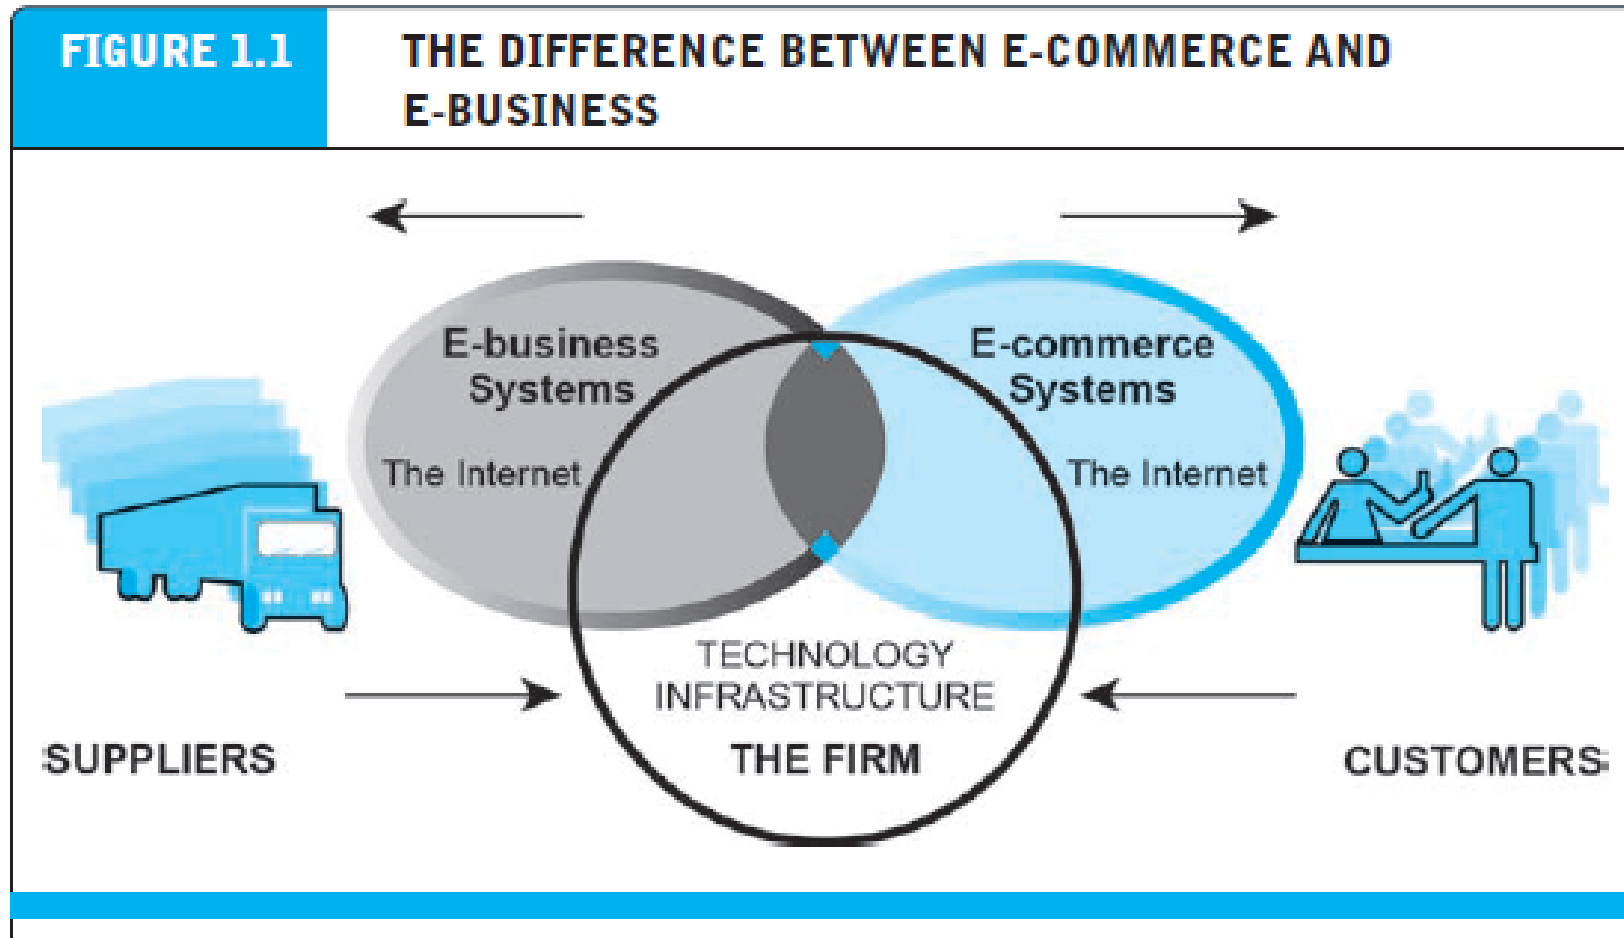 FIGURE 1.1
THE DIFFERENCE BETWEEN E-COMMERCE AND
E-BUSINESS
E-business
Systems
The Internet
E-commerce
Systems
The Internet
TECHNOLOGY
INFRASTRUCTURE
THE FIRM
SUPPLIERS
CUSTOMERS